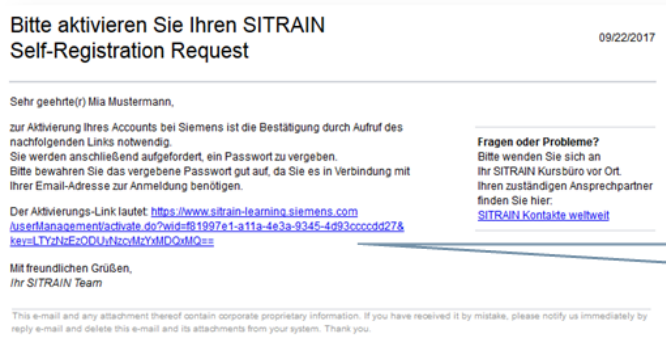 Bitte aktivieren Sie Ihren SITRAIN
Self-Registration Request
09/22/2017
Sehr geehrte(r) Mia Mustermann,
zur Aktivierung Ihres Accounts bei Siemens ist die Bestätigung durch Aufruf des
nachfolgenden Links notwendig.
Sie werden anschließend aufgefordert, ein Passwort zu vergeben.
Bitte bewahren Sie das vergebene Passwort gut auf, da Sie es in Verbindung mit
Ihrer Email-Adresse zur Anmeldung benötigen.
Der Aktivierungs-Link lautet: https://www.sitrain-learning.siemens.com
/userManagement/activate.do?wid=f81997e1-a11a-4e3a-9345-4d93ccccdd27&
key=LTYzNzEzODUyNzcyMzYxMDQxMQ==
Mit freundlichen Grüßen,
Ihr SITRAIN Team
Fragen oder Probleme?
Bitte wenden Sie sich an
Ihr SITRAIN Kursbüro vor Ort.
Ihren zuständigen Ansprechpartner
finden Sie hier:
SITRAIN Kontakte weltweit
This e-mail and any attachment thereof contain corporate proprietary information. If you have received it by mistake, please notify us immediately by
reply e-mail and delete this e-mail and its attachments from your system. Thank you.